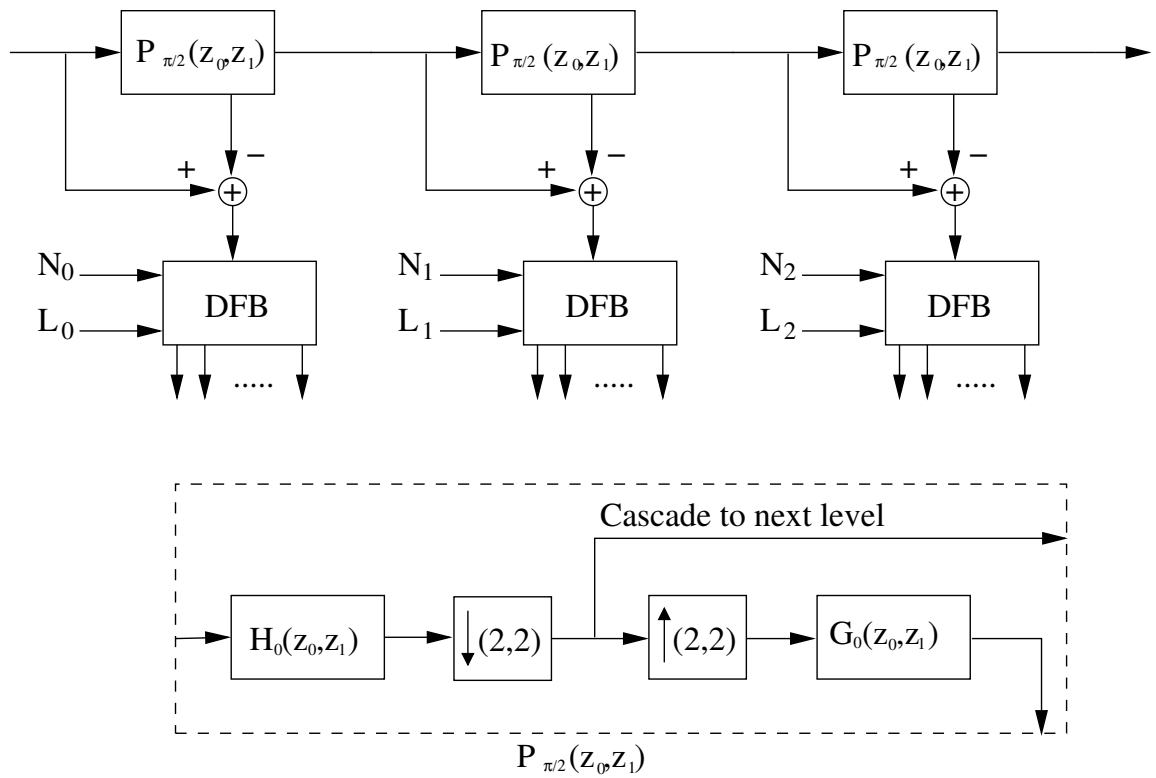 P π/2 (z0,z1)
P π/2 (z0,z1)
P π/2 (z0,z1)
+ −
+ −
+ −
+
+
+
N0
N1
N2
DFB
DFB
DFB
L0
L1
L2
.....
.....
.....
Cascade to next level
H0(z0,z1)
(2,2)
(2,2)
G0(z0,z1)
P π/2 (z0,z1)